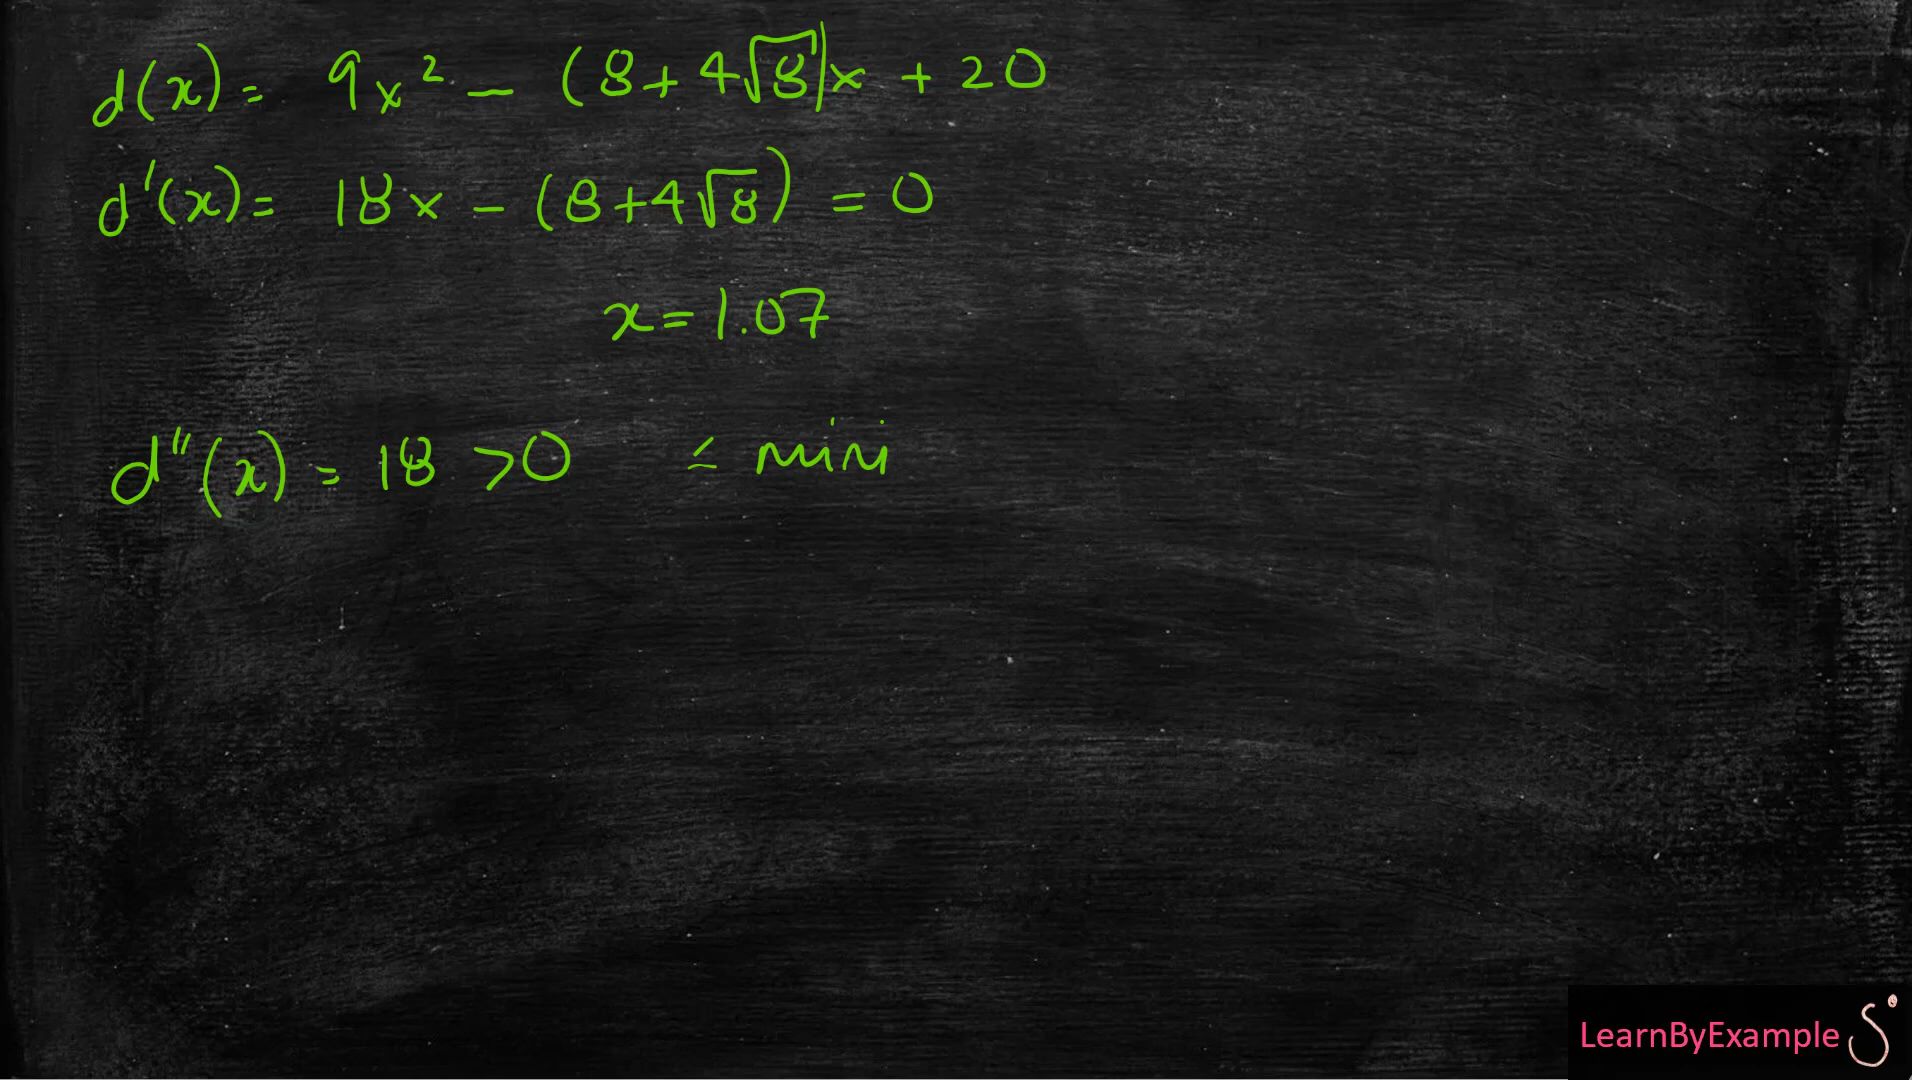 d(x) = 9x² - (8 + 4√8)x + 20
d'(x) = 18x - (8 + 4√8) = 0
x = 1.07
d''(x) = 18 > 0 = mini
LearnByExample